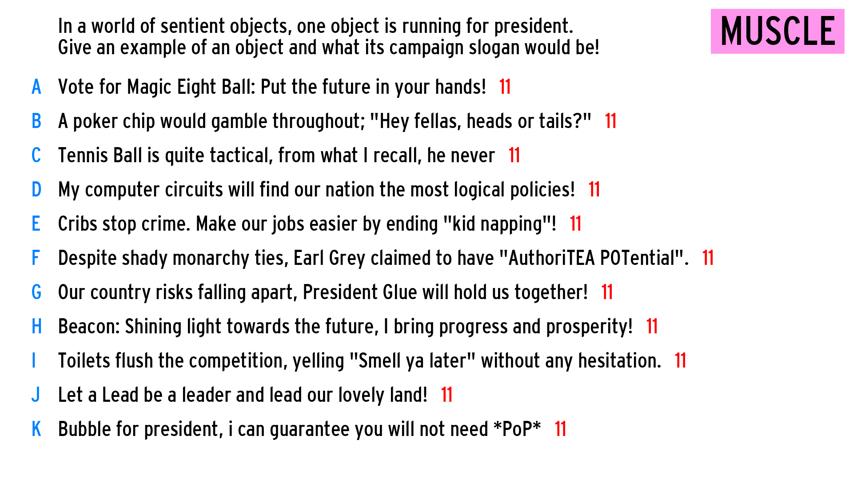 In a world of sentient objects, one object is running for president.
Give an example of an object and what its campaign slogan would be!
MUSCLE
A Vote for Magic Eight Ball: Put the future in your hands! 11
B A poker chip would gamble throughout; "Hey fellas, heads or tails?" 11
C Tennis Ball is quite tactical, from what I recall, he never 11
D My computer circuits will find our nation the most logical policies! 11
E Cribs stop crime. Make our jobs easier by ending "kid napping"! 11
F Despite shady monarchy ties, Earl Grey claimed to have "AuthoriTEA POTential". 11
G Our country risks falling apart, President Glue will hold us together! 11
H Beacon: Shining light towards the future, I bring progress and prosperity! 11
I Toilets flush the competition, yelling "Smell ya later" without any hesitation. 11
J Let a Lead be a leader and lead our lovely land! 11
K Bubble for president, i can guarantee you will not need *PoP* 11